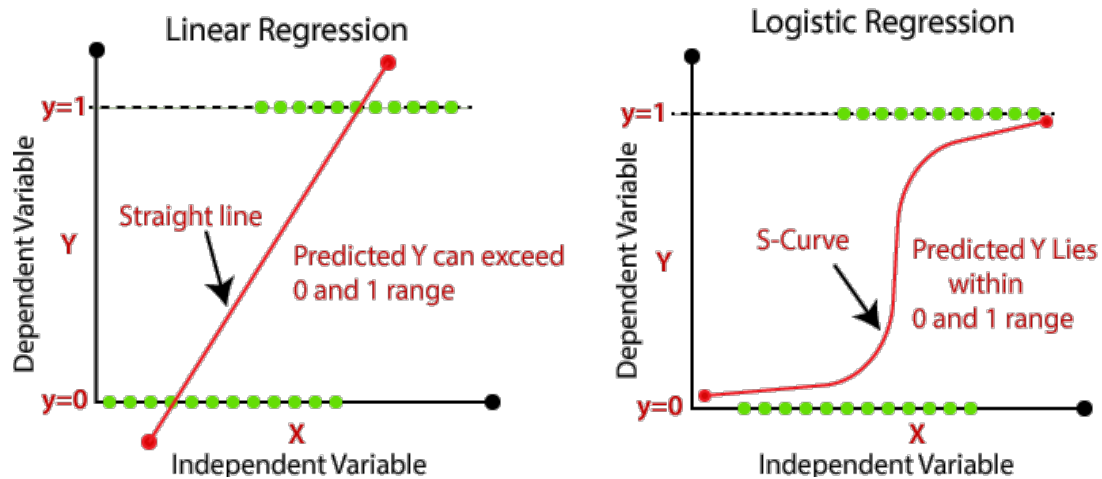 Linear Regression
y=1
Dependent Variable
Y
Straight line
Predicted Y can exceed
0 and 1 range
y=0
X
Independent Variable
Logistic Regression
y=1
Dependent Variable
Y
S-Curve
Predicted Y Lies
within
0 and 1 range
y=0
X
Independent Variable